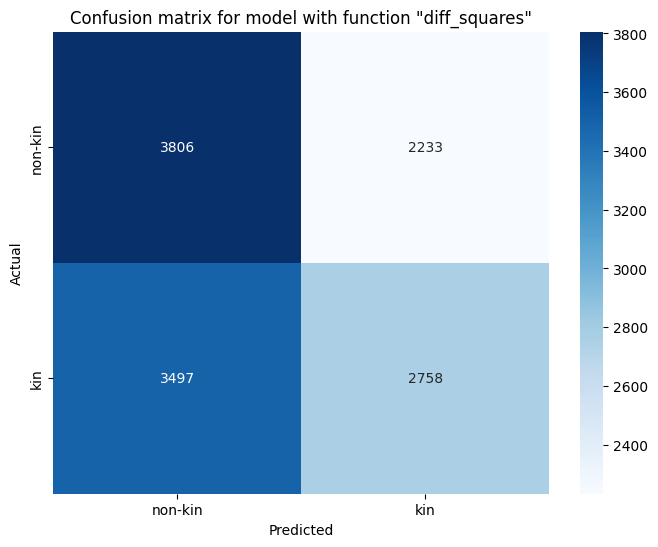 Confusion matrix for model with function "diff_squares"
3800
3600
3400
3200
3000
2800
2600
2400
Actual
non-kin
kin
3806
2233
3497
2758
non-kin
kin
Predicted